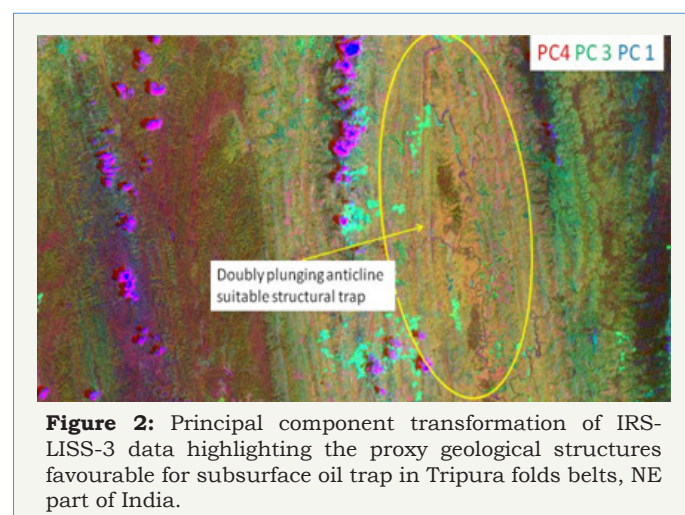 PC4 PC 3 PC 1
Doubly plunging anticline
suitable structural trap
Figure 2: Principal component transformation of IRS-
LISS-3 data highlighting the proxy geological structures
favourable for subsurface oil trap in Tripura folds belts, NE
part of India.